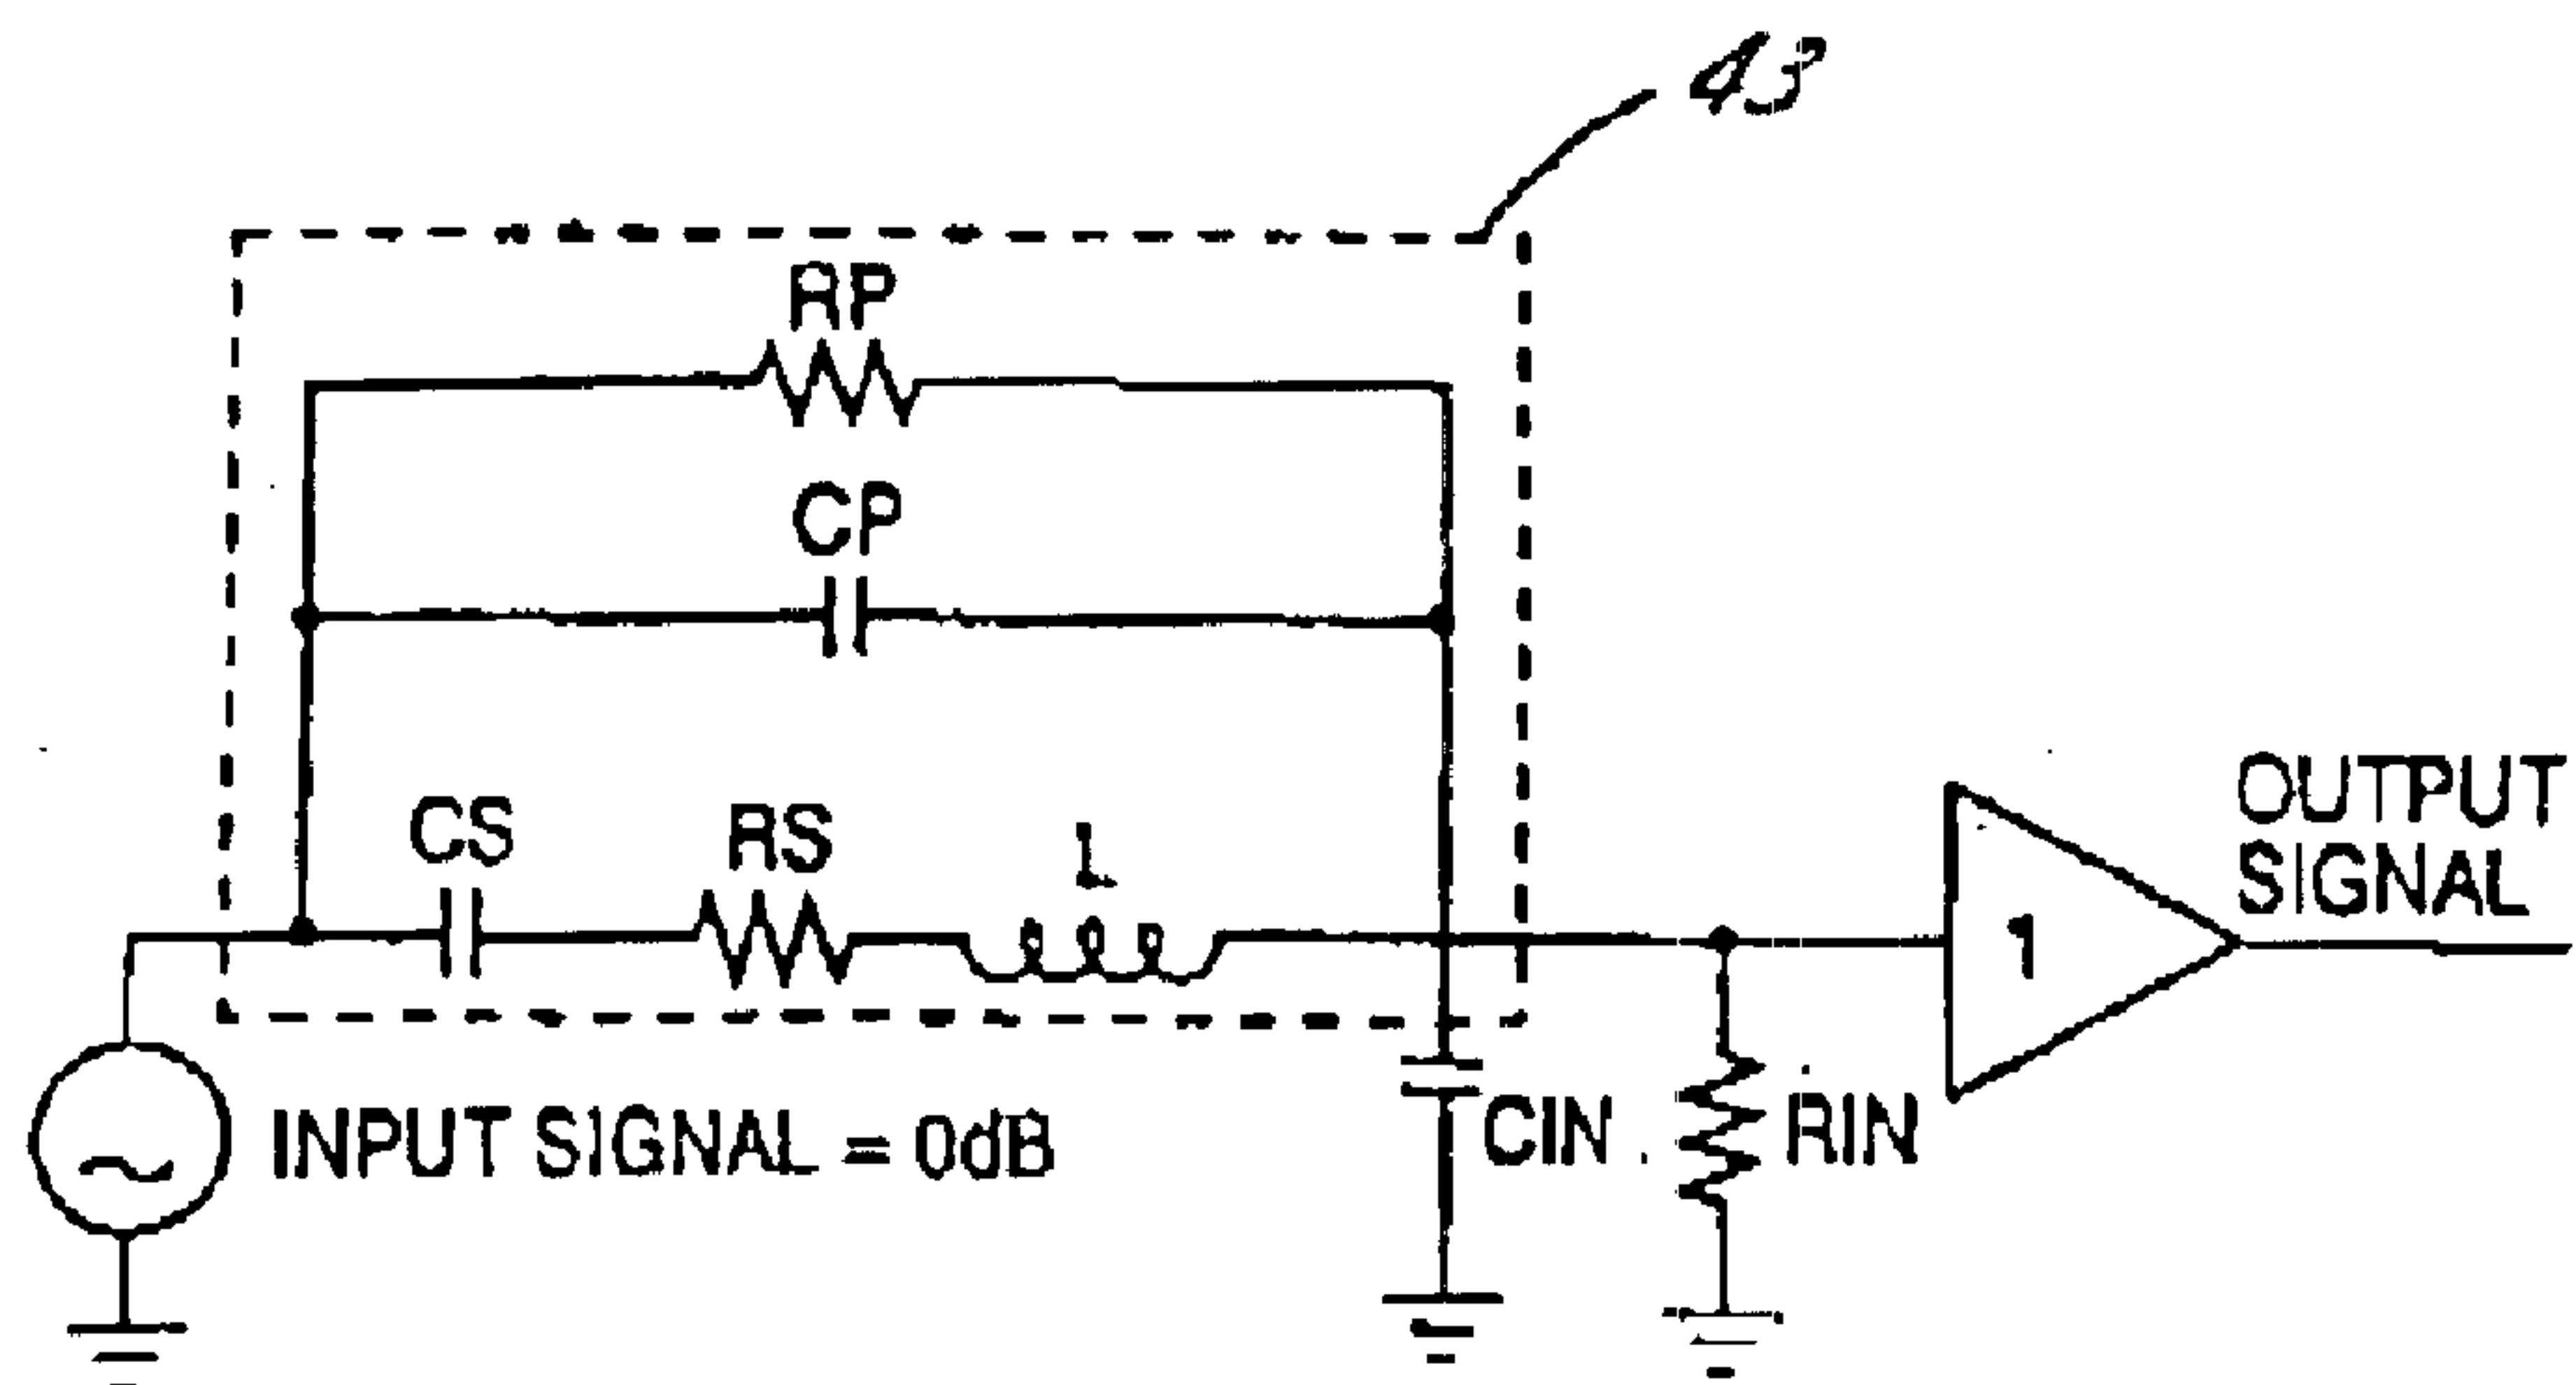 43
RP
CP
CS
RS
L
OUTPUT
SIGNAL
1
INPUT SIGNAL = 0dB
CIN
RIN